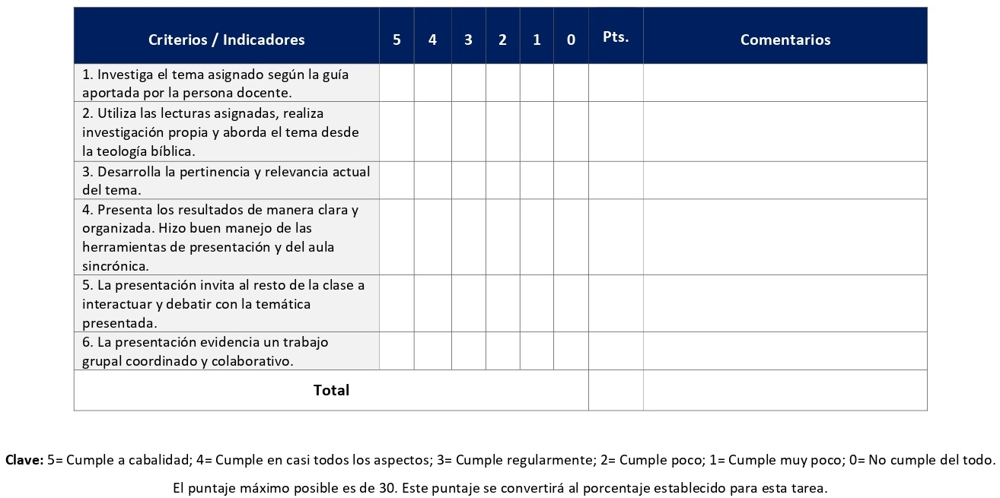 Criterios / Indicadores 5 4 3 2 1 0 Pts. Comentarios
1. Investiga el tema asignado según la guía
aportada por la persona docente.
2. Utiliza las lecturas asignadas, realiza
investigación propia y aborda el tema desde
la teología bíblica.
3. Desarrolla la pertinencia y relevancia actual
del tema.
4. Presenta los resultados de manera clara y
organizada. Hizo buen manejo de las
herramientas de presentación y del aula
sincrónica.
5. La presentación invita al resto de la clase a
interactuar y debatir con la temática
presentada.
6. La presentación evidencia un trabajo
grupal coordinado y colaborativo.
Total
Clave: 5= Cumple a cabalidad; 4= Cumple en casi todos los aspectos; 3= Cumple regularmente; 2= Cumple poco; 1= Cumple muy poco; 0= No cumple del todo.
El puntaje máximo posible es de 30. Este puntaje se convertirá al porcentaje establecido para esta tarea.